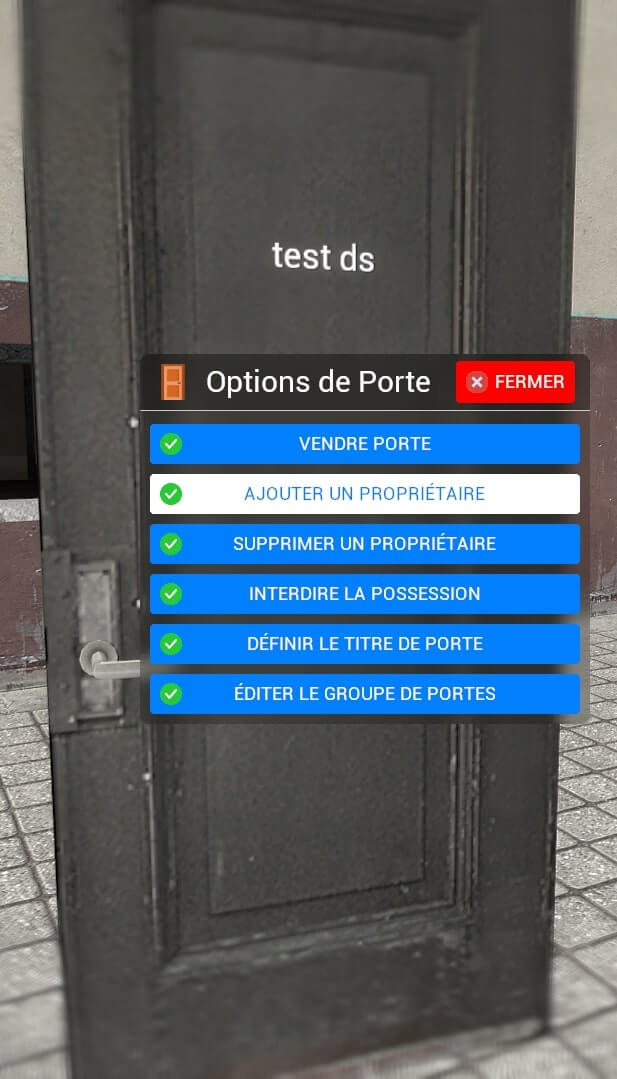 test ds
Options de Porte
FERMER
VENDRE PORTE
AJOUTER UN PROPRIÉTAIRE
SUPPRIMER UN PROPRIÉTAIRE
INTERDIRE LA POSSESSION
DÉFINIR LE TITRE DE PORTE
ÉDITER LE GROUPE DE PORTES